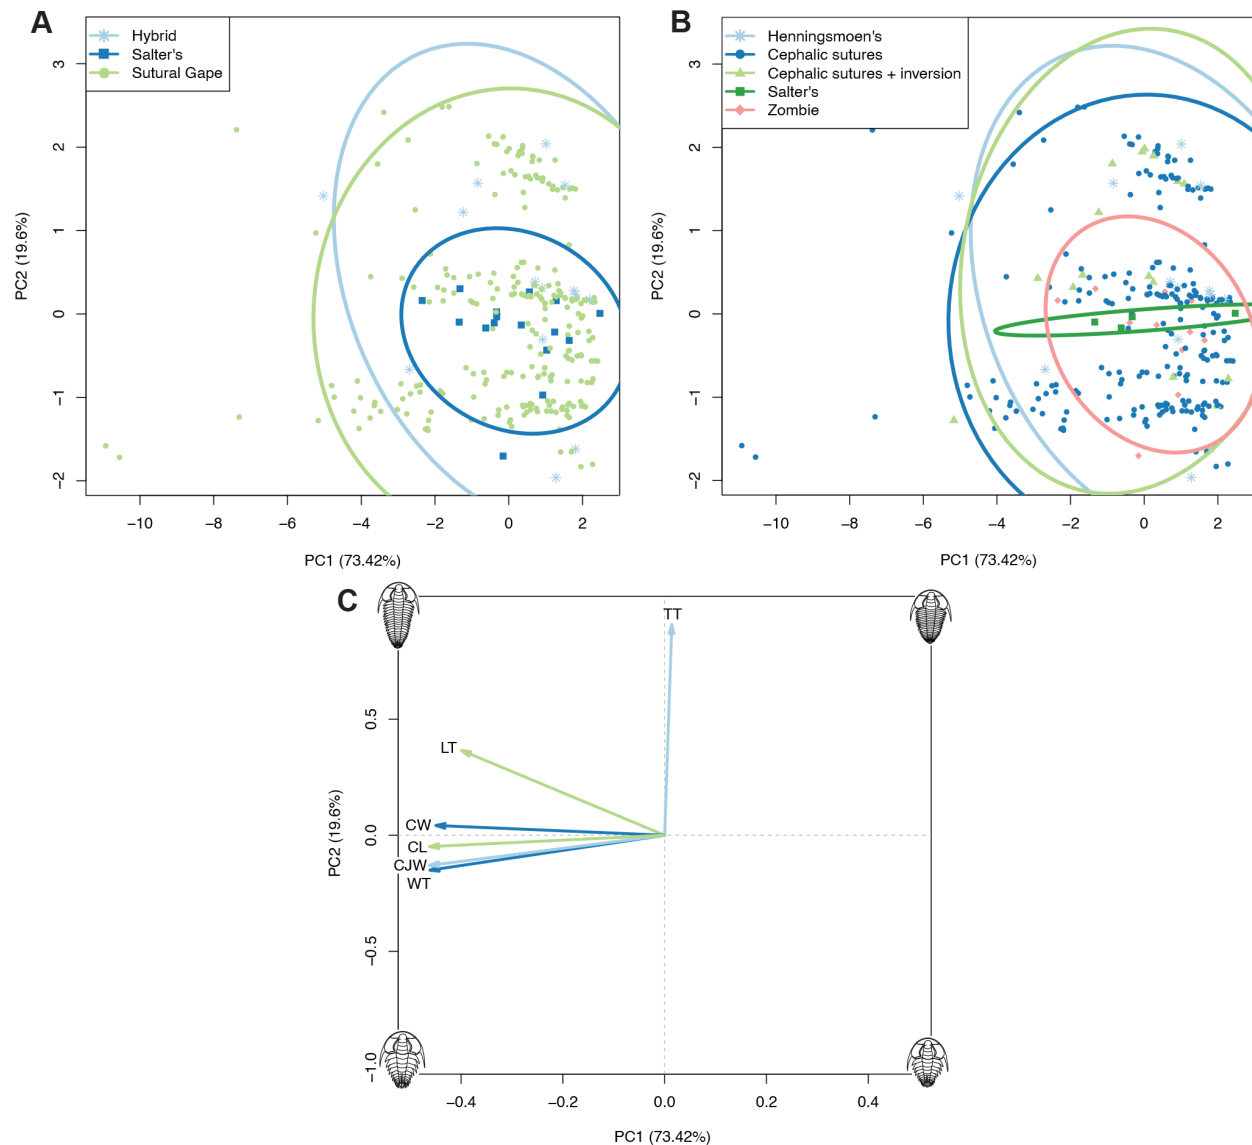 A
Hybrid
Salter's
Sutural Gape
3
2
1
0
−1
−2
PC2 (19.6%)
−10
−8
−6
−4
−2
0
2
PC1 (73.42%)
B
Henningsmoen's
Cephalic sutures
Cephalic sutures + inversion
Salter's
Zombie
3
2
1
0
−1
−2
PC2 (19.6%)
−10
−8
−6
−4
−2
0
2
PC1 (73.42%)
C
TT
LT
CW
CL
CJW
WT
0.5
0.0
−0.5
−1.0
PC2 (19.6%)
−0.4
−0.2
0.0
0.2
0.4
PC1 (73.42%)